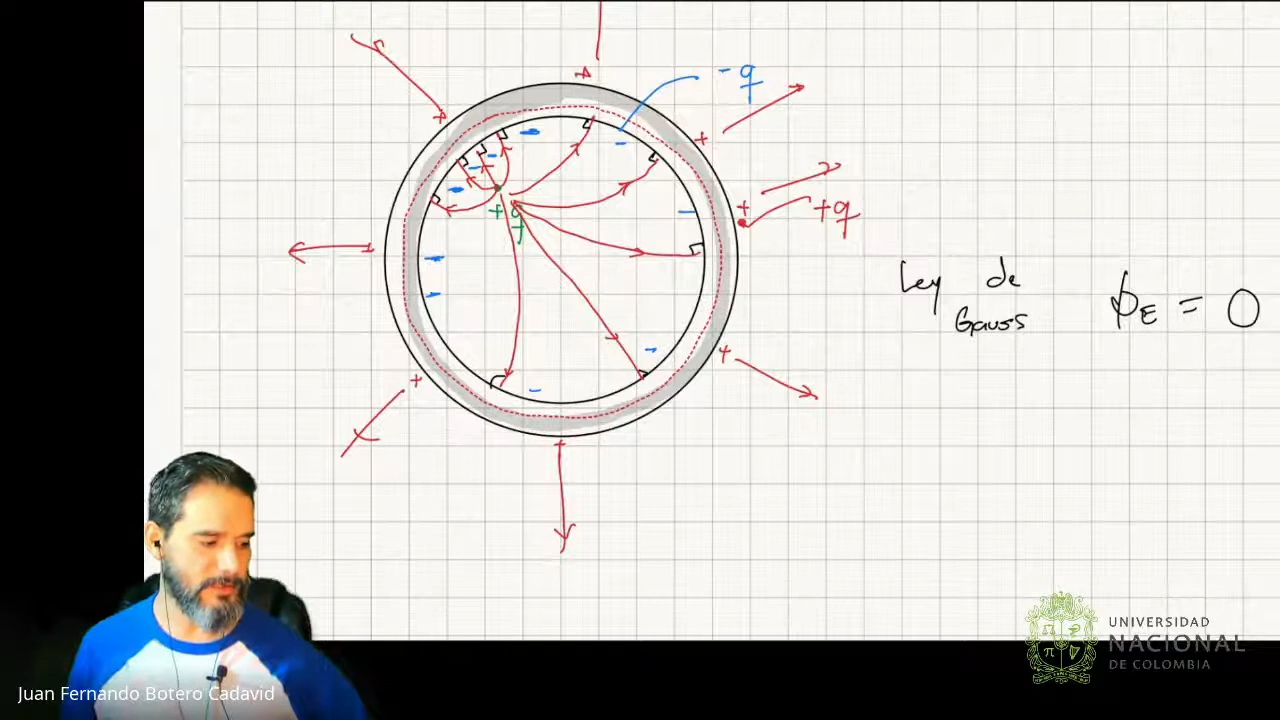 - q
+
+
+ q
+ q
Ley de
Gauss
ϕE = 0
+
+
+
UNIVERSIDAD
NACIONAL
DE COLOMBIA
Juan Fernando Botero Cadavid